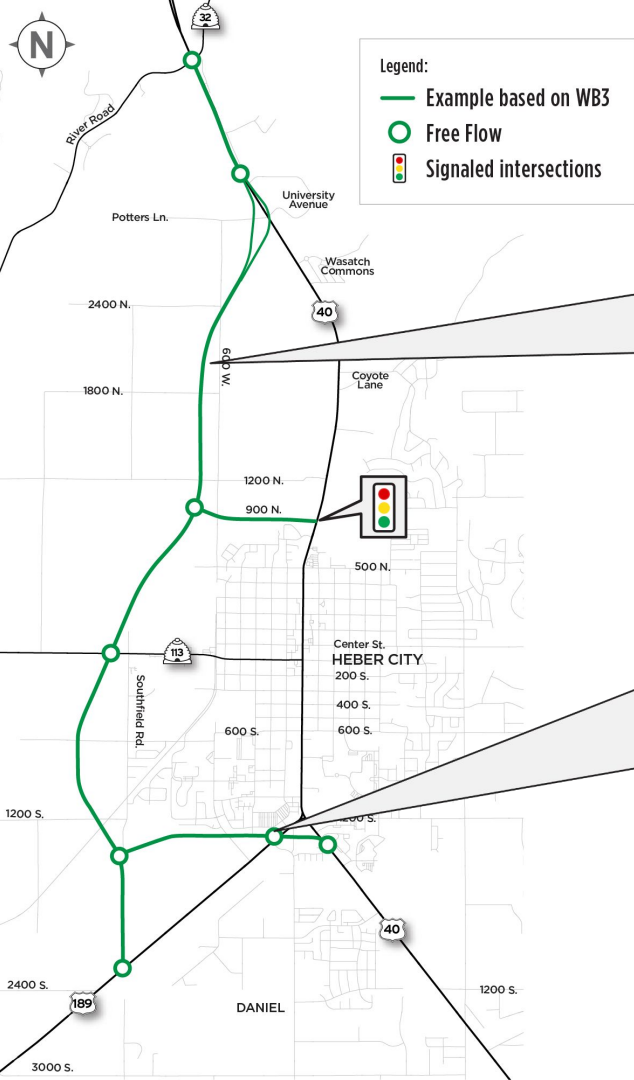 32
N
Legend:
Example based on WB3
Free Flow
Signaled intersections
River Road
University
Avenue
Potters Ln.
Wasatch
Commons
2400 N.
40
600 W.
Coyote
Lane
1800 N.
1200 N.
900 N.
500 N.
Center St.
113
HEBER CITY
200 S.
Southfield Rd.
400 S.
600 S.
600 S.
1200 S.
40
2400 S.
1200 S.
189
DANIEL
3000 S.